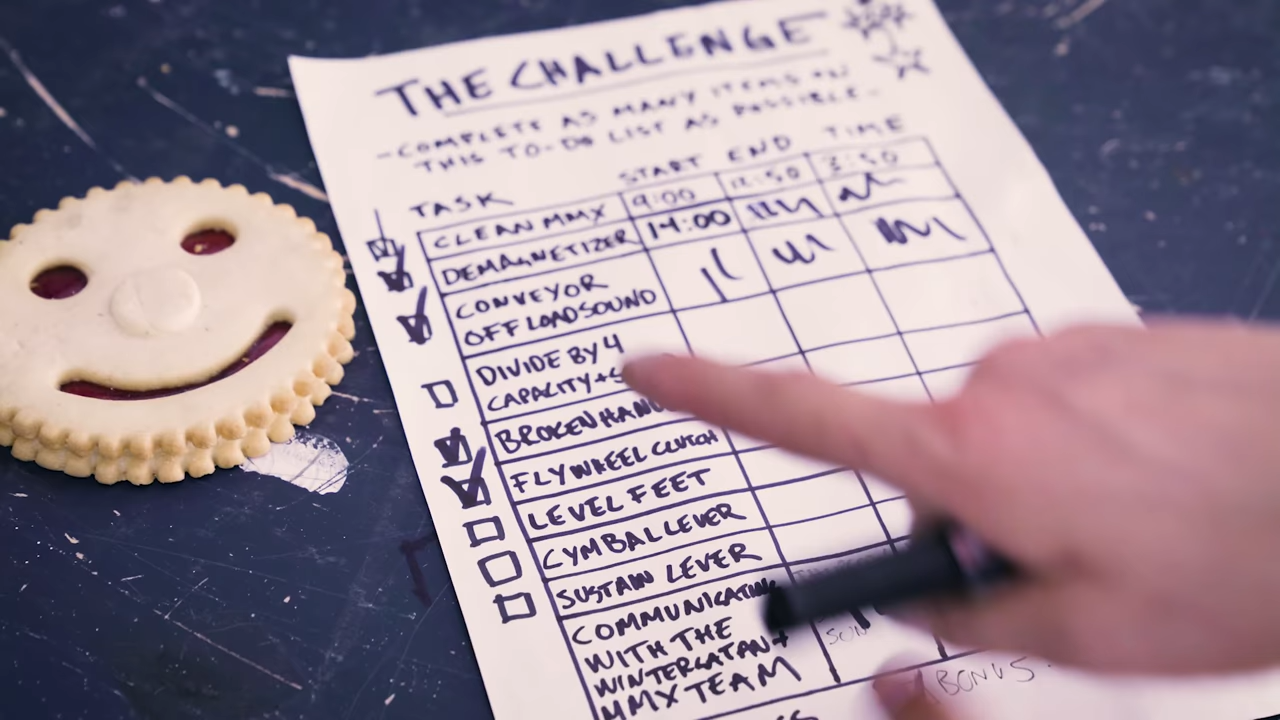 THE CHALLENGE
-COMPLETE AS MANY ITEMS ON
THIS TO-DO LIST AS POSSIBLE-
TASK START END TIME
CLEAN MMX 9:00 12:50 3:50
DEMAGNETIZER 14:00
CONVEYOR
OFFLOADSOUND
DIVIDE BY 4
CAPACITY+
BROKEN
FLYWHEEL CLUTCH
LEVEL FEET
CYMBAL LEVER
SUSTAIN LEVER
COMMUNICATING
WITH THE
WINTERGATAN+
MMX TEAM
BONUS